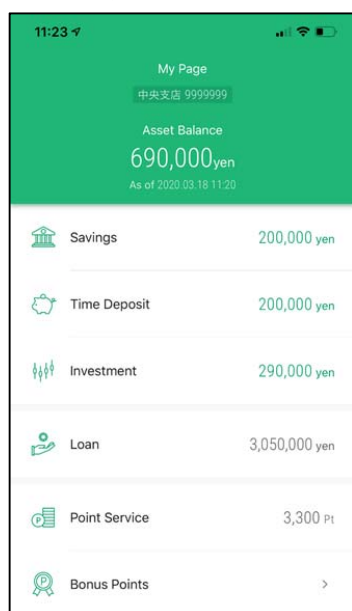 11:23
My Page
中央支店 9999999
Asset Balance
690,000yen
As of 2020.03.18 11:20
Savings 200,000 yen
Time Deposit 200,000 yen
Investment 290,000 yen
Loan 3,050,000 yen
Point Service 3,300 Pt
Bonus Points